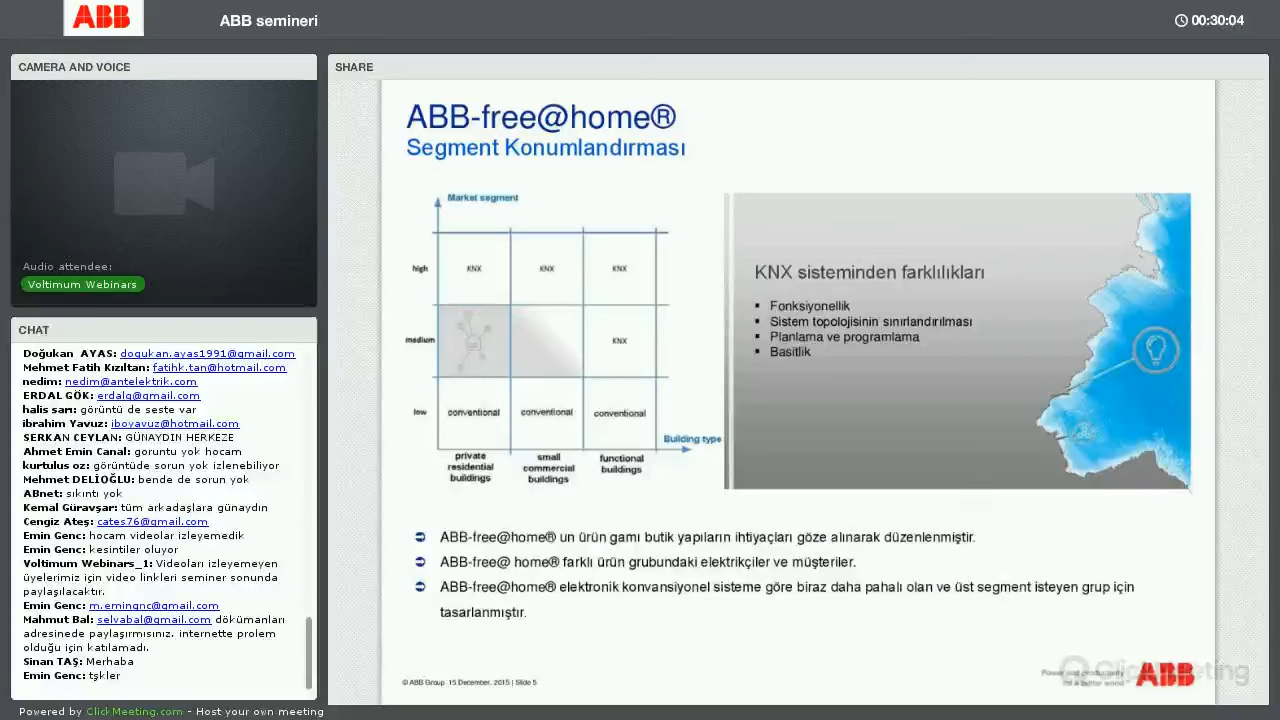 ABB
ABB semineri
00:30:04
CAMERA AND VOICE
Audio attendee:
Voltimum Webinars
CHAT
Doğukan AYAS: dogukan.ayas1991@gmail.com
Mehmet Fatih Kızıltan: fatihk.tan@hotmail.com
nedim: nedim@antelektrik.com
ERDAL GÖK: erdalg@gmail.com
halis sarı: görüntü de seste var
ibrahim Yavuz: iboyavuz@hotmail.com
SERKAN CEYLAN: GÜNAYDIN HERKEZE
Ahmet Emin Canal: goruntu yok hocam
kurtulus oz: görüntüde sorun yok izlenebiliyor
Mehmet DELİOĞLU: bende de sorun yok
ABnet: sıkıntı yok
Kemal Güravşar: tüm arkadaşlara günaydın
Cengiz Ateş: cates76@gmail.com
Emin Genc: hocam videolar izleyemedik
Emin Genc: kesintiler oluyor
Voltimum Webinars_1: Videoları izleyemeyen
üyelerimiz için video linkleri seminer sonunda
paylaşılacaktır.
Emin Genc: m.emingnc@gmail.com
Mahmut Bal: selvabal@gmail.com dökümanları
adresinede paylaşırmısınız. internette prolem
olduğu için katılamadı.
Sinan TAŞ: Merhaba
Emin Genc: tşkler
Powered by ClickMeeting.com - Host your own meeting
SHARE
ABB-free@home®
Segment Konumlandırması
Market segment
high
KNX KNX KNX
medium
KNX
low
conventional conventional conventional
Building type
private
residential
buildings
small
commercial
buildings
functional
buildings
KNX sisteminden farklılıkları
▪ Fonksiyonellik
▪ Sistem topolojisinin sınırlandırılması
▪ Planlama ve programlama
▪ Basitlik
ABB-free@home® un ürün gamı butik yapıların ihtiyaçları göze alınarak düzenlenmiştir.
ABB-free@ home® farklı ürün grubundaki elektrikçiler ve müşteriler.
ABB-free@home® elektronik konvansiyonel sisteme göre biraz daha pahalı olan ve üst segment isteyen grup için
tasarlanmıştır.
© ABB Group 15 December, 2015 | Slide 5
Power and productivity
for a better world
ABB
ClickMeeting